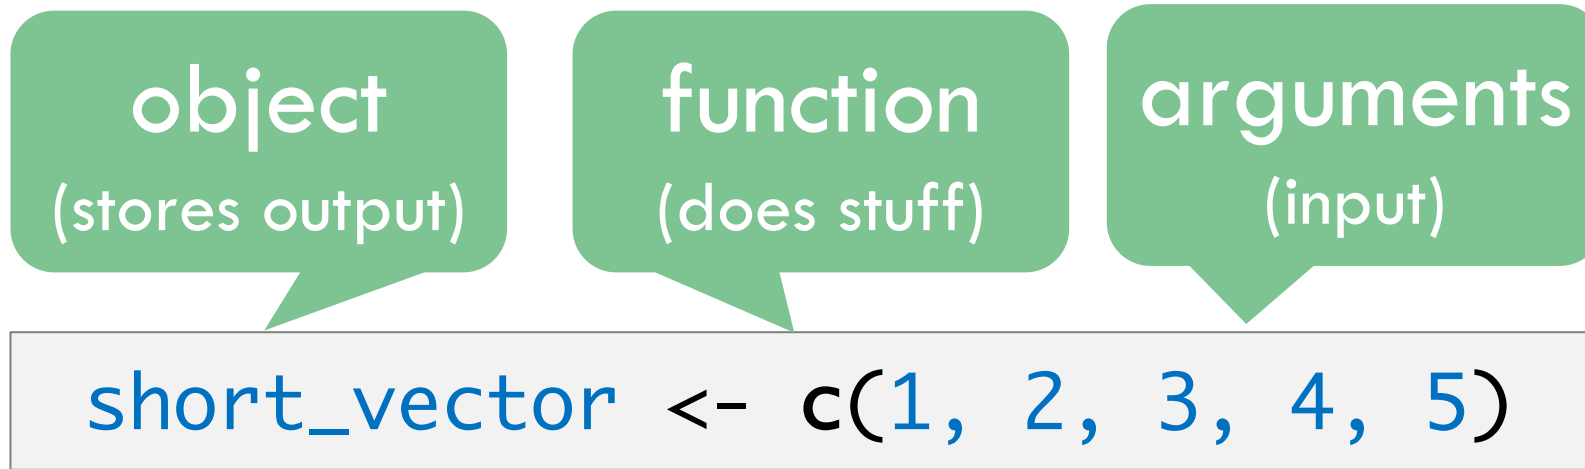 object
(stores output)
function
(does stuff)
arguments
(input)
short_vector <- c(1, 2, 3, 4, 5)